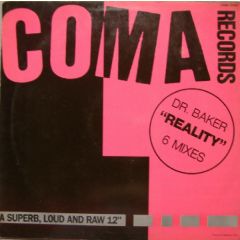 COMA
RECORDS
DR. BAKER
"REALITY"
6 MIXES
A SUPERB, LOUD AND RAW 12"